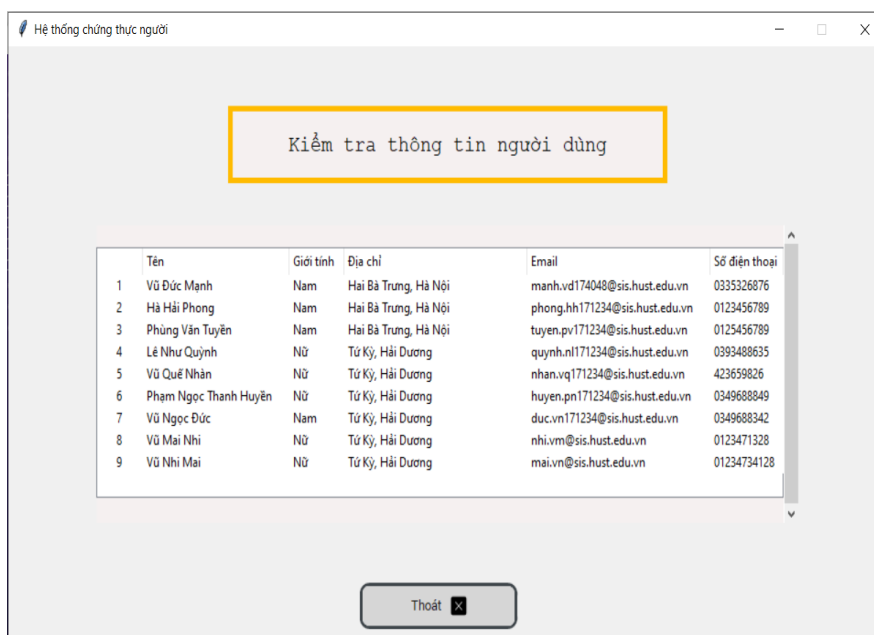 Hệ thống chứng thực người
Kiểm tra thông tin người dùng
Tên Giới tính Địa chỉ Email Số điện thoại
1 Vũ Đức Mạnh Nam Hai Bà Trưng, Hà Nội manh.vd174048@sis.hust.edu.vn 0335326876
2 Hà Hải Phong Nam Hai Bà Trưng, Hà Nội phong.hh171234@sis.hust.edu.vn 0123456789
3 Phùng Văn Tuyền Nam Hai Bà Trưng, Hà Nội tuyen.pv171234@sis.hust.edu.vn 0125456789
4 Lê Như Quỳnh Nữ Tứ Kỳ, Hải Dương quynh.nl171234@sis.hust.edu.vn 0393488635
5 Vũ Quế Nhàn Nữ Tứ Kỳ, Hải Dương nhan.vq171234@sis.hust.edu.vn 423659826
6 Phạm Ngọc Thanh Huyền Nữ Tứ Kỳ, Hải Dương huyen.pn171234@sis.hust.edu.vn 0349688849
7 Vũ Ngọc Đức Nam Tứ Kỳ, Hải Dương duc.vn171234@sis.hust.edu.vn 0349688342
8 Vũ Mai Nhi Nữ Tứ Kỳ, Hải Dương nhi.vm@sis.hust.edu.vn 0123471328
9 Vũ Nhi Mai Nữ Tứ Kỳ, Hải Dương mai.vn@sis.hust.edu.vn 01234734128
Thoát